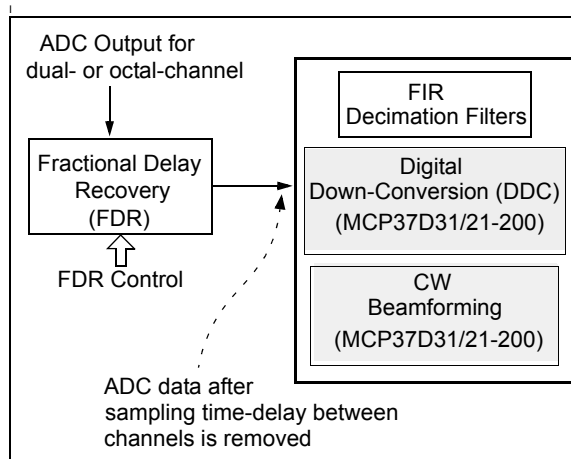 ADC Output for
dual- or octal-channel
Fractional Delay
Recovery
(FDR)
FDR Control
FIR
Decimation Filters
Digital
Down-Conversion (DDC)
(MCP37D31/21-200)
CW
Beamforming
(MCP37D31/21-200)
ADC data after
sampling time-delay between
channels is removed